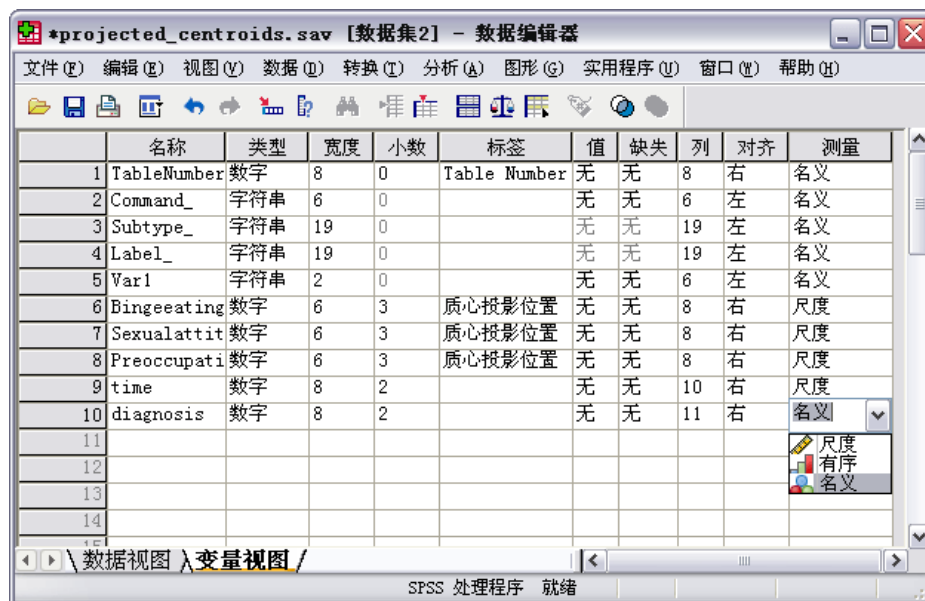 *projected_centroids.sav [数据集2] - 数据编辑器
文件(F) 编辑(E) 视图(V) 数据(D) 转换(T) 分析(A) 图形(G) 实用程序(U) 窗口(W) 帮助(H)
名称 类型 宽度 小数 标签 值 缺失 列 对齐 测量
1 TableNumber 数字 8 0 Table Number 无 无 8 右 名义
2 Command_ 字符串 6 0 无 无 6 左 名义
3 Subtype_ 字符串 19 0 无 无 19 左 名义
4 Label_ 字符串 19 0 无 无 19 左 名义
5 Var1 字符串 2 0 无 无 6 左 名义
6 Bingeeating 数字 6 3 质心投影位置 无 无 8 右 尺度
7 Sexualattit 数字 6 3 质心投影位置 无 无 8 右 尺度
8 Preoccupati 数字 6 3 质心投影位置 无 无 8 右 尺度
9 time 数字 8 2 无 无 10 右 尺度
10 diagnosis 数字 8 2 无 无 11 右 名义
11 尺度
12 有序
名义
13
14
15
数据视图 变量视图
SPSS 处理程序 就绪